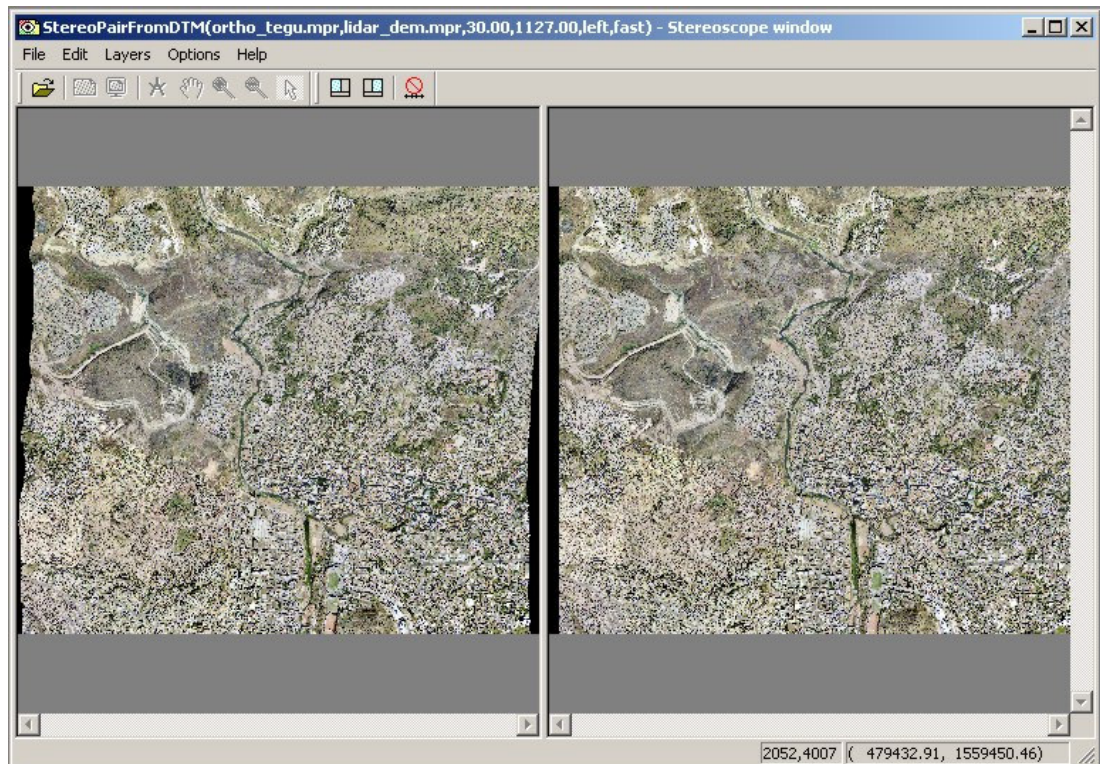 StereoPairFromDTM(ortho_tegu.mpr,lidar_dem.mpr,30.00,1127.00,left,fast) - Stereoscope window
File Edit Layers Options Help
2052,4007 ( 479432.91, 1559450.46)